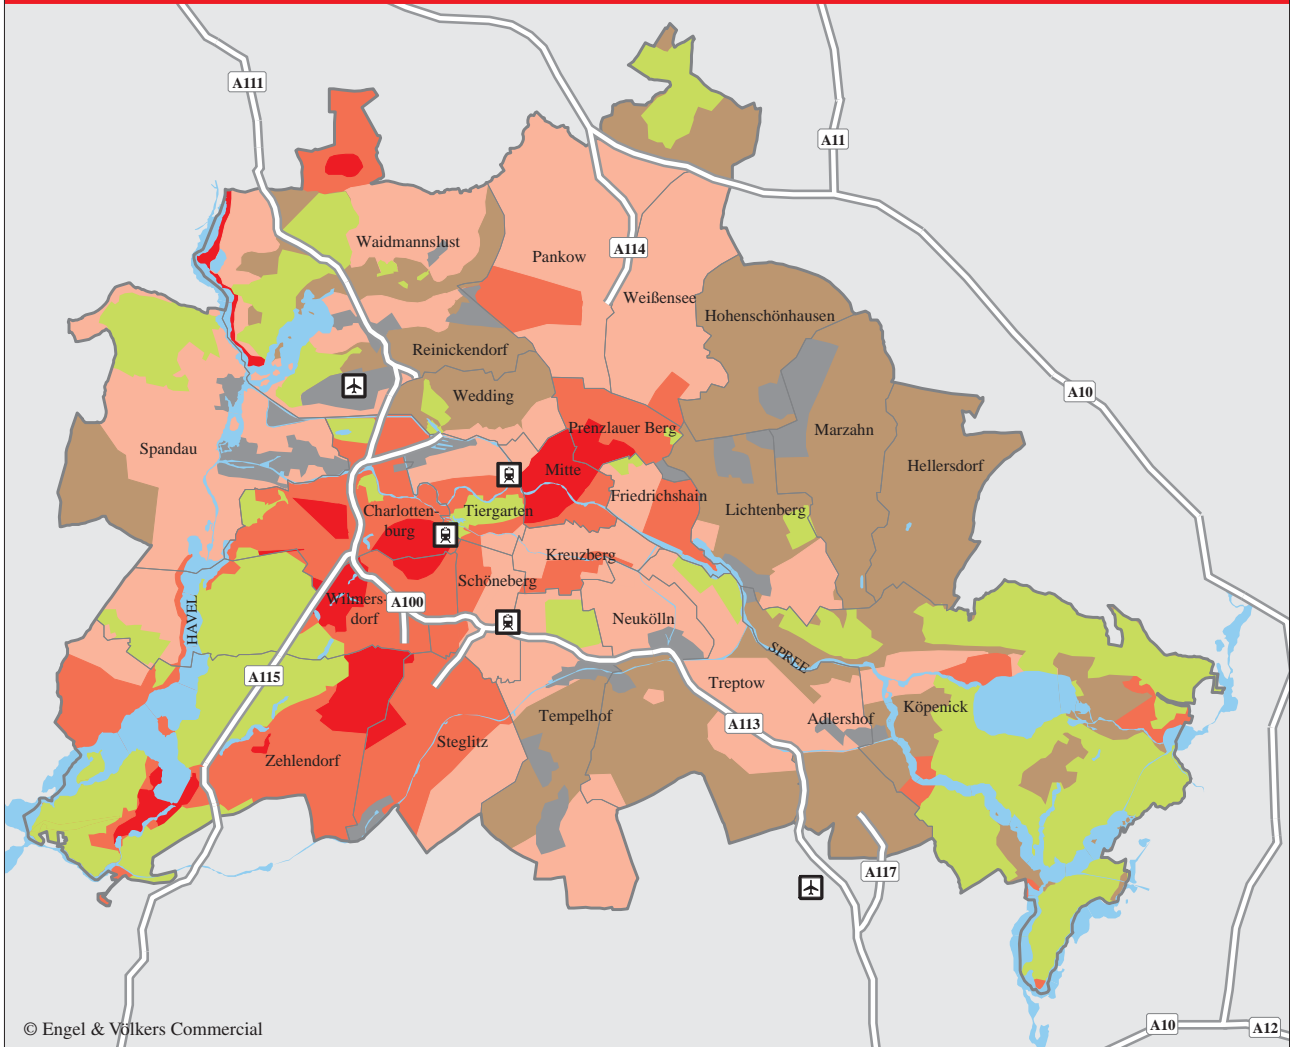 A111
A11
Waidmannslust
A114
Pankow
Weißensee
Hohenschönhausen
Reinickendorf
A10
Wedding
Prenzlauer Berg
Marzahn
Spandau
Mitte
Hellersdorf
Friedrichshain
Charlotten-
burg
Tiergarten
Lichtenberg
Kreuzberg
Schöneberg
Wilmers-
dorf
A100
HAVEL
Neukölln
SPREE
A115
Treptow
Köpenick
Tempelhof
A113
Adlershof
Steglitz
Zehlendorf
A117
© Engel & Völkers Commercial
A10
A12